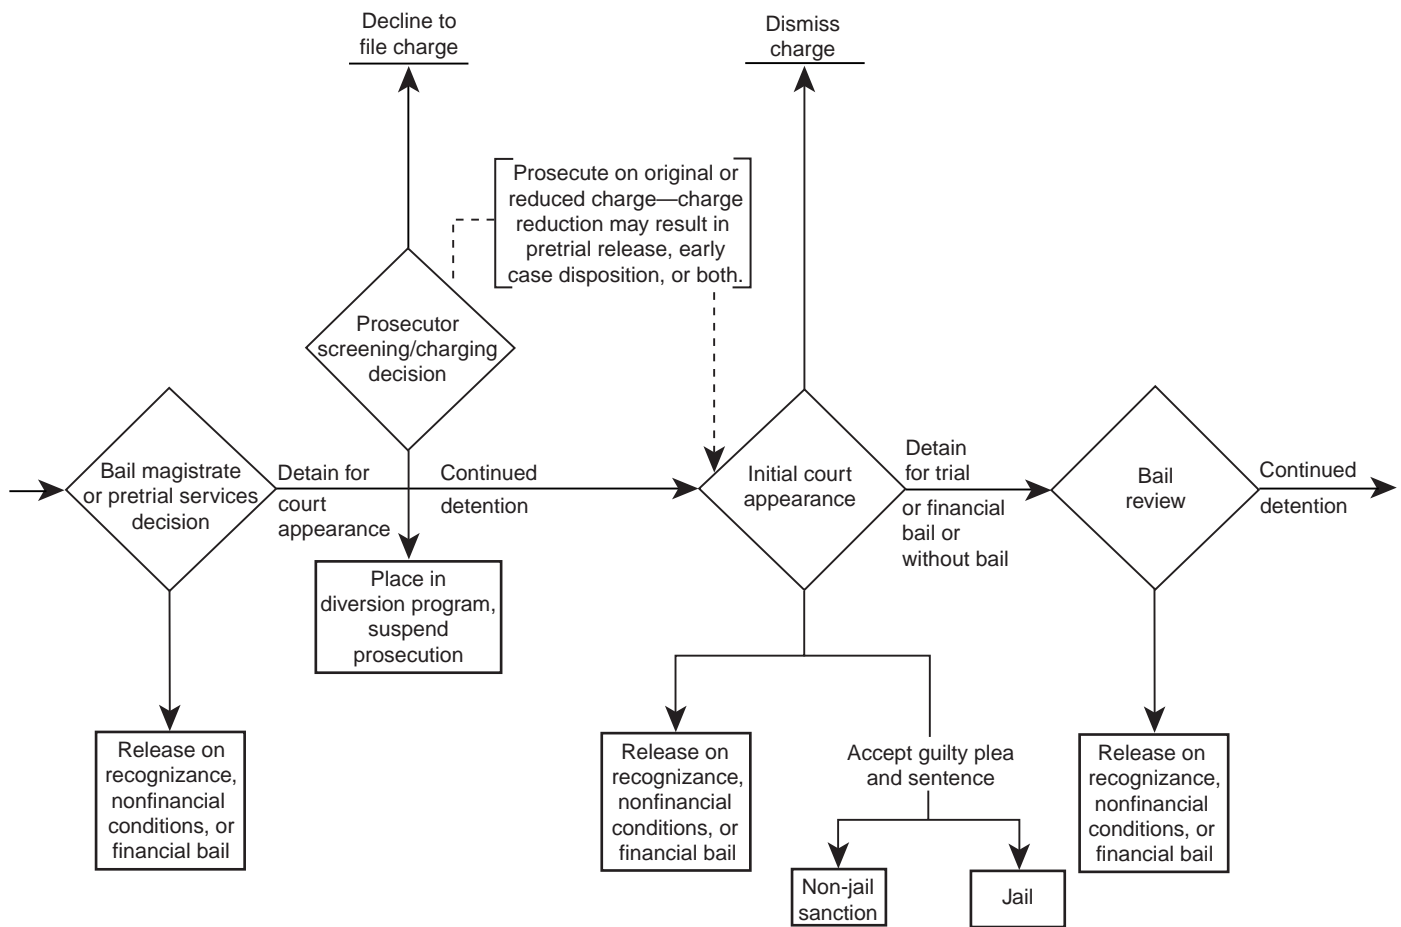 Decline to
file charge
Dismiss
charge
Prosecute on original or
reduced charge—charge
reduction may result in
pretrial release, early
case disposition, or both.
Prosecutor
screening/charging
decision
Bail magistrate
or pretrial services
decision
Detain for
court
appearance
Continued
detention
Initial court
appearance
Detain
for trial
or financial
bail or
without bail
Bail
review
Continued
detention
Place in
diversion program,
suspend
prosecution
Release on
recognizance,
nonfinancial
conditions, or
financial bail
Release on
recognizance,
nonfinancial
conditions, or
financial bail
Accept guilty plea
and sentence
Non-jail
sanction
Jail
Release on
recognizance,
nonfinancial
conditions, or
financial bail